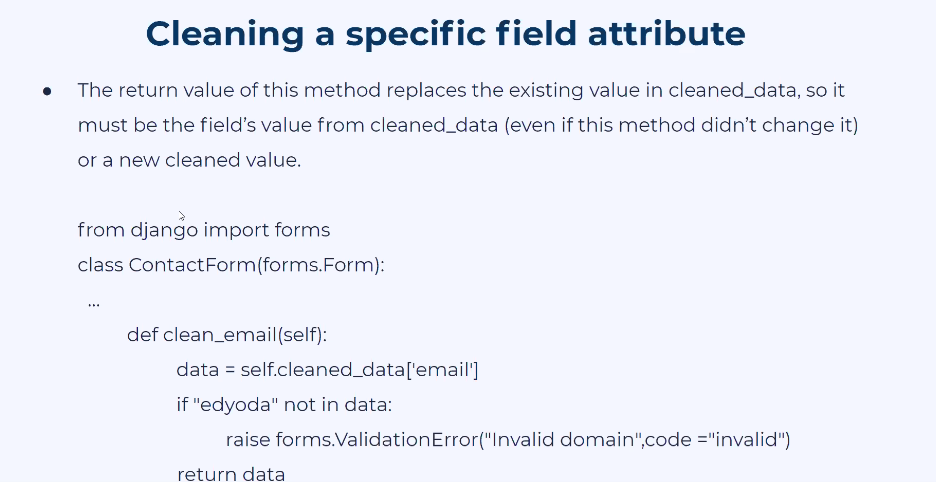 Cleaning a specific field attribute
● The return value of this method replaces the existing value in cleaned_data, so it
must be the field’s value from cleaned_data (even if this method didn’t change it)
or a new cleaned value.
from django import forms
class ContactForm(forms.Form):
...
def clean_email(self):
data = self.cleaned_data['email']
if "edyoda" not in data:
raise forms.ValidationError("Invalid domain",code ="invalid")
return data